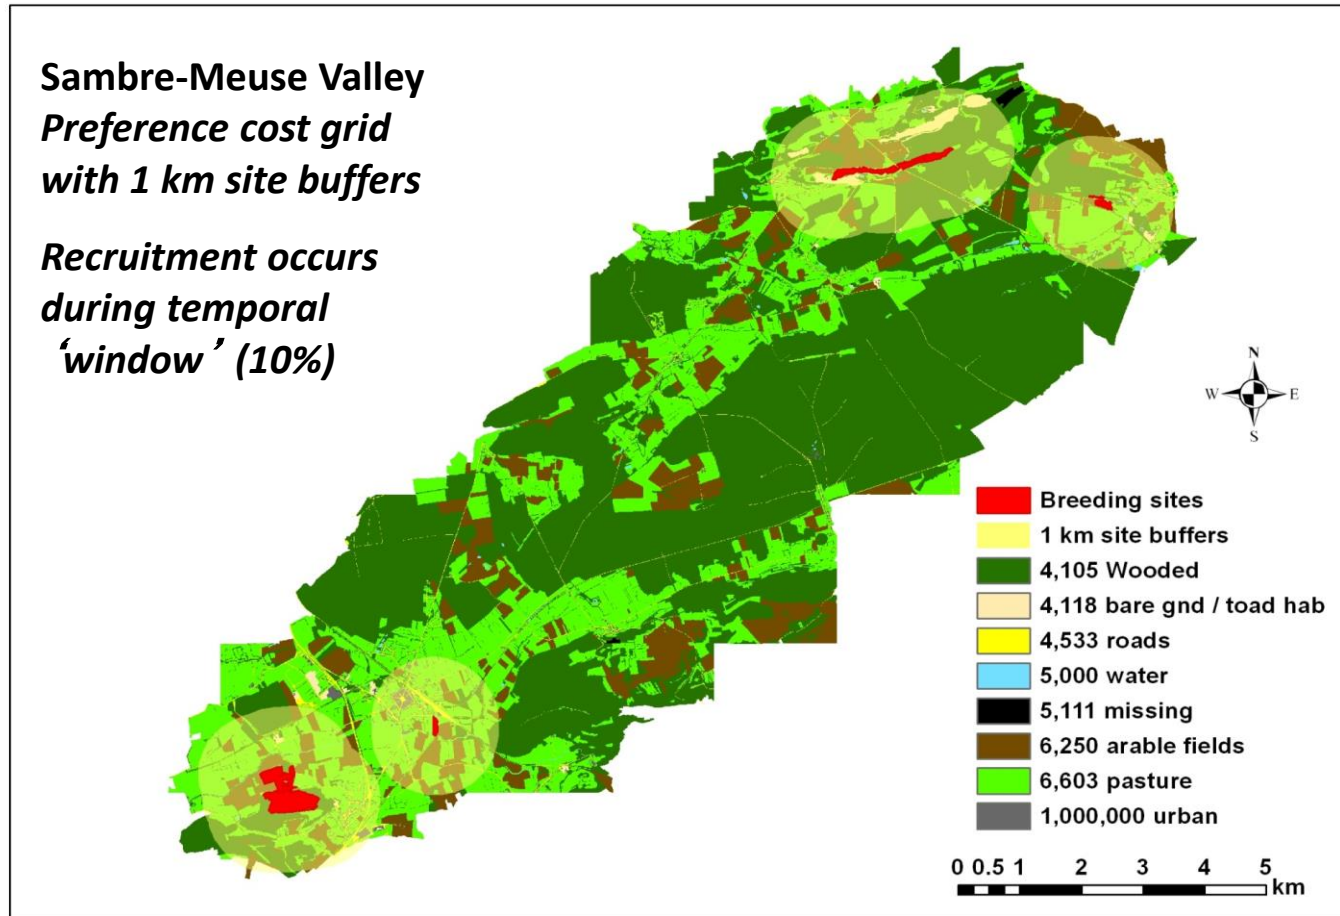 Sambre-Meuse Valley
Preference cost grid
with 1 km site buffers
Recruitment occurs
during temporal
‘window’ (10%)
N
W E
S
Breeding sites
1 km site buffers
4,105 Wooded
4,118 bare gnd / toad hab
4,533 roads
5,000 water
5,111 missing
6,250 arable fields
6,603 pasture
1,000,000 urban
0 0.5 1 2 3 4 5
km